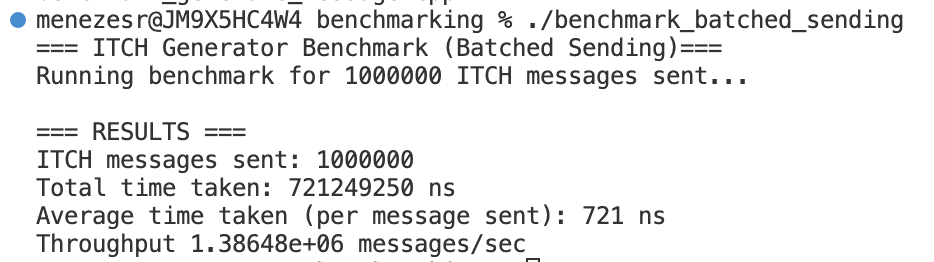 menezesr@JM9X5HC4W4 benchmarking % ./benchmark_batched_sending
=== ITCH Generator Benchmark (Batched Sending)===
Running benchmark for 1000000 ITCH messages sent...
=== RESULTS ===
ITCH messages sent: 1000000
Total time taken: 721249250 ns
Average time taken (per message sent): 721 ns
Throughput 1.38648e+06 messages/sec